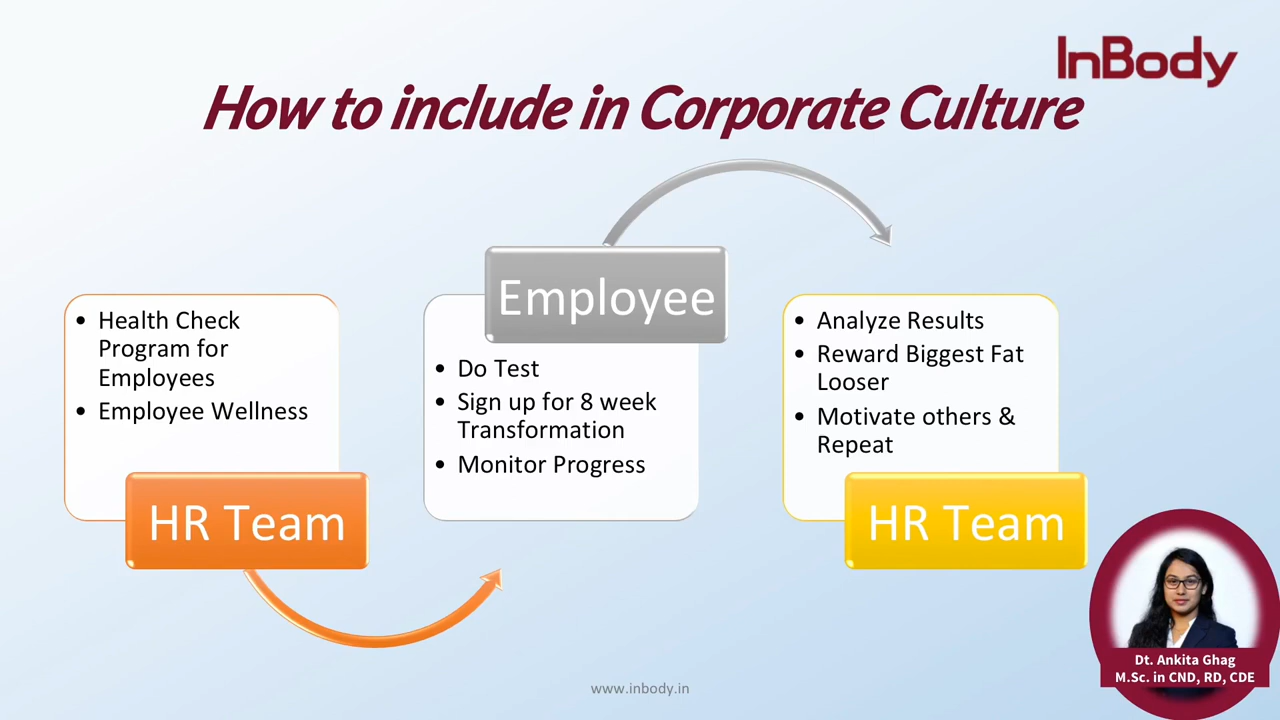 InBody
How to include in Corporate Culture
• Health Check
Program for
Employees
• Employee Wellness
HR Team
Employee
• Do Test
• Sign up for 8 week
Transformation
• Monitor Progress
• Analyze Results
• Reward Biggest Fat
Looser
• Motivate others &
Repeat
HR Team
Dt. Ankita Ghag
M.Sc. in CND, RD, CDE
www.inbody.in